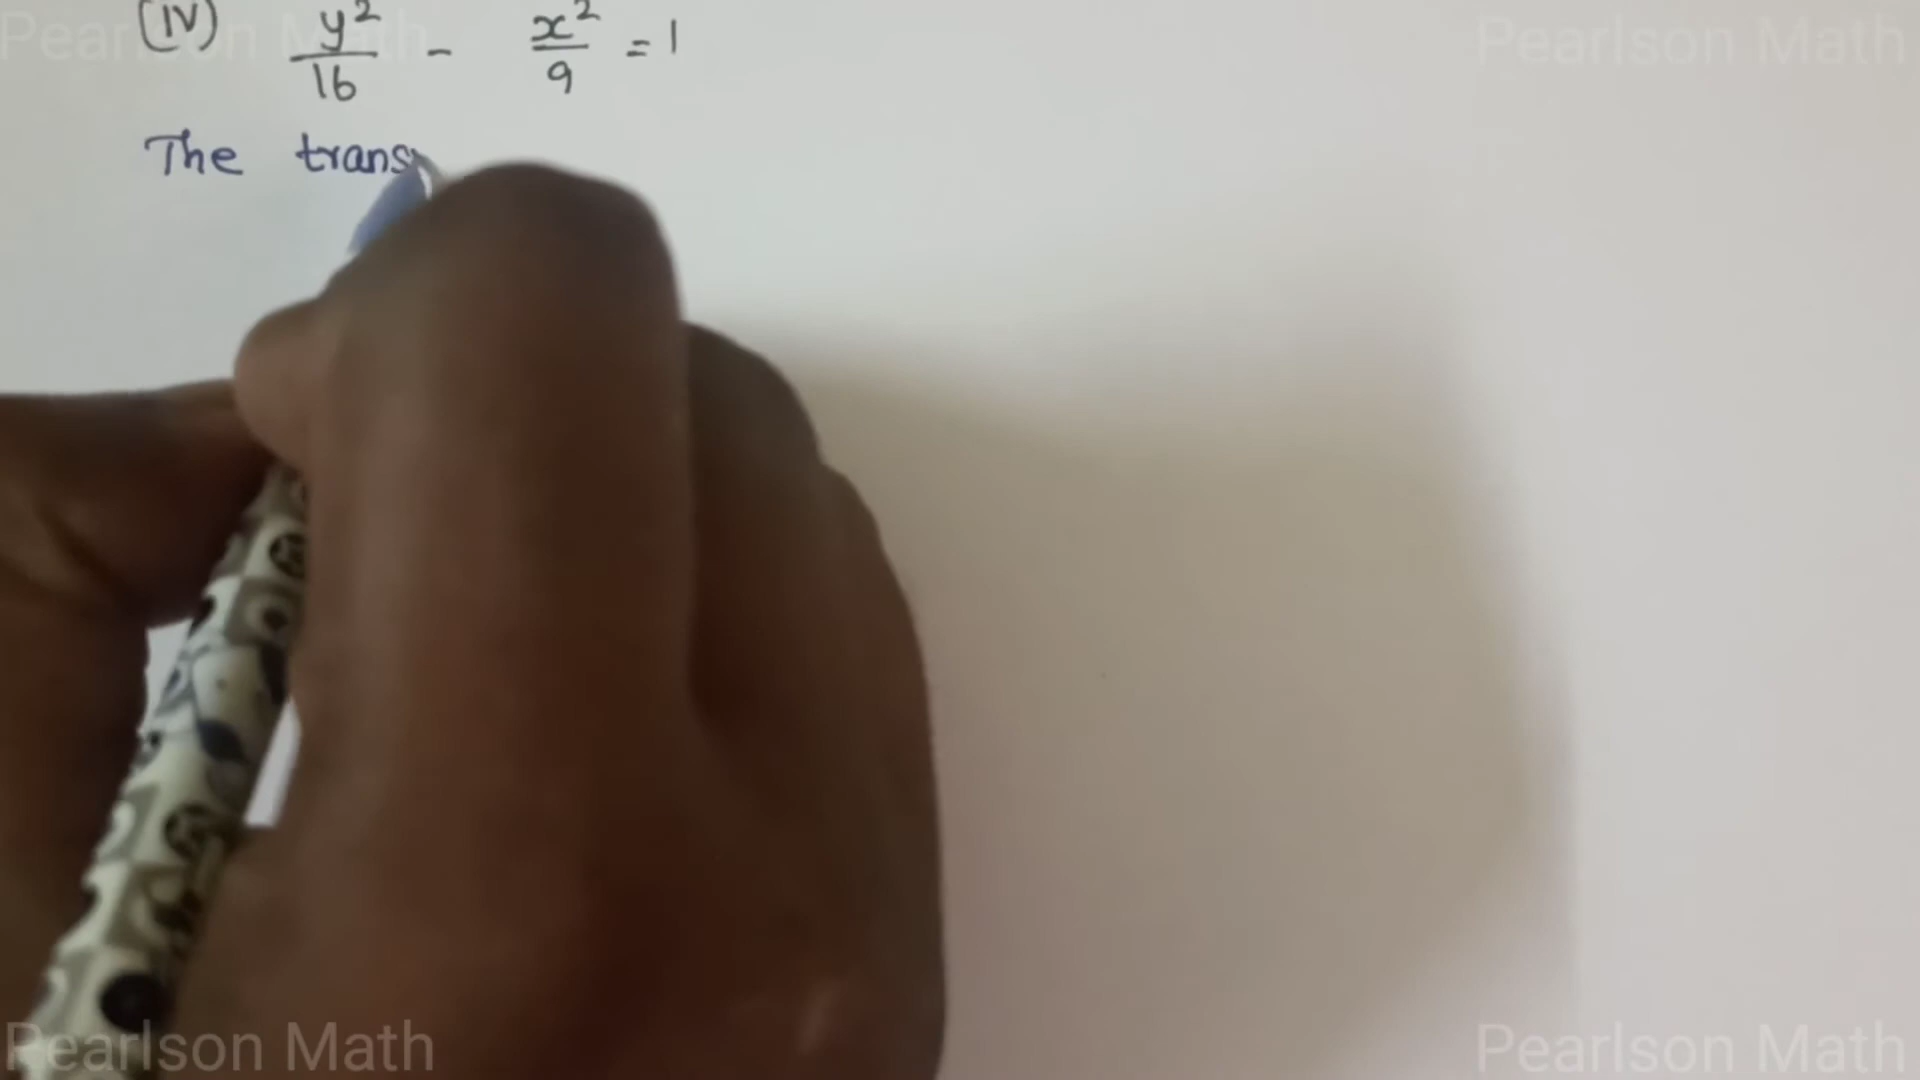 (IV) y²/16 - x²/9 = 1
The trans
Pearlson Math
Pearlson Math
Pearlson Math
Pearlson Math